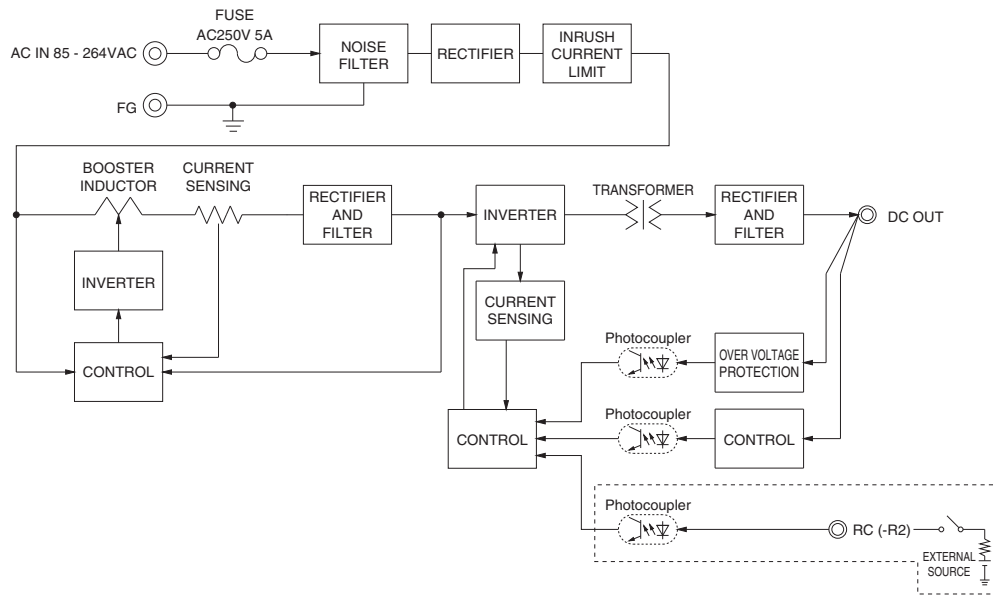 FUSE
AC250V 5A
AC IN 85 - 264VAC
NOISE
FILTER
RECTIFIER
INRUSH
CURRENT
LIMIT
FG
BOOSTER
INDUCTOR
CURRENT
SENSING
RECTIFIER
AND
FILTER
INVERTER
TRANSFORMER
RECTIFIER
AND
FILTER
DC OUT
INVERTER
CURRENT
SENSING
CONTROL
Photocoupler
OVER VOLTAGE
PROTECTION
Photocoupler
CONTROL
CONTROL
Photocoupler
RC (-R2)
EXTERNAL
SOURCE